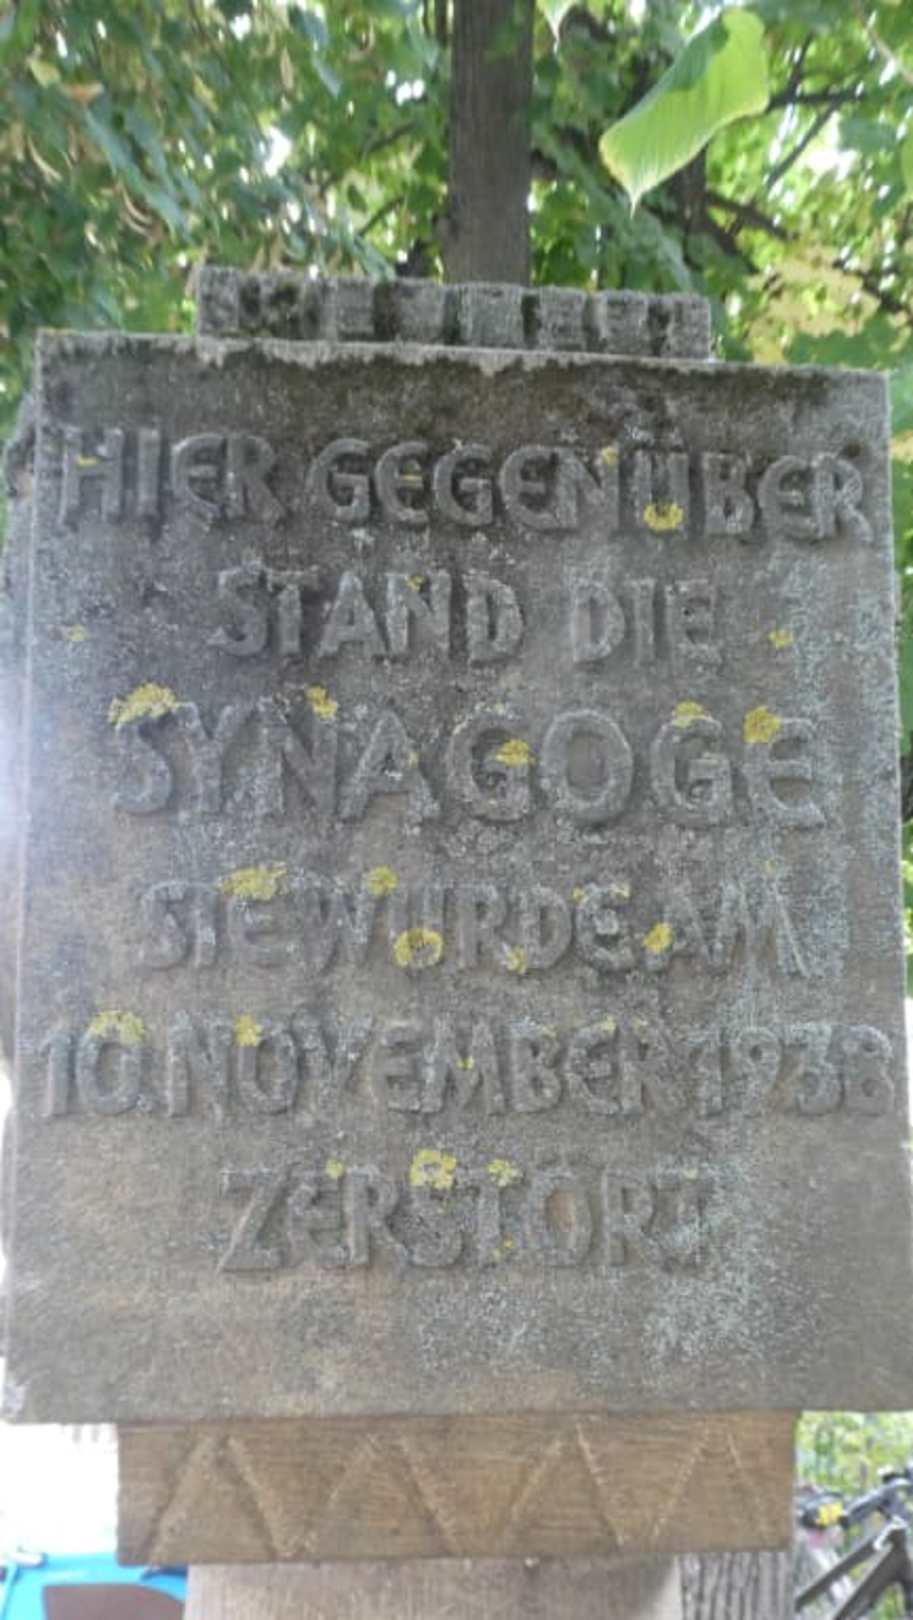 HIER GEGENÜBER
STAND DIE
SYNAGOGE
SIE WURDE AM
10. NOVEMBER 1938
ZERSTÖRT